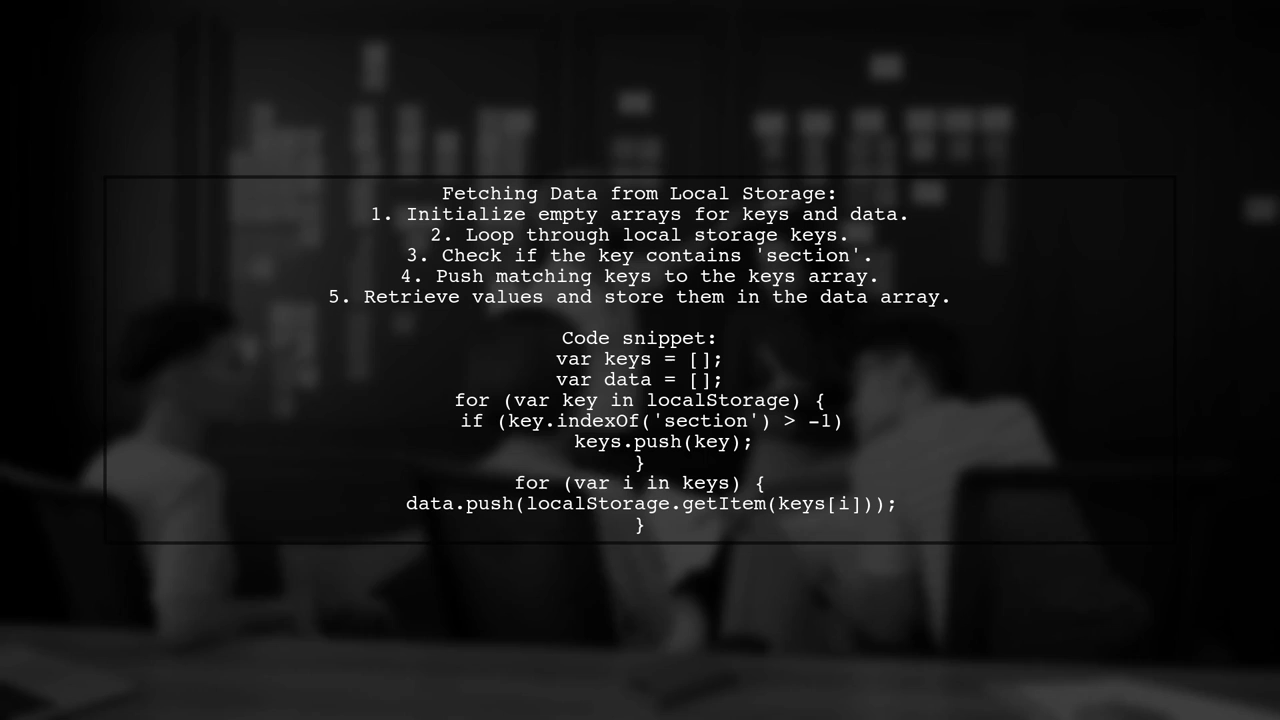 Fetching Data from Local Storage:
1. Initialize empty arrays for keys and data.
2. Loop through local storage keys.
3. Check if the key contains 'section'.
4. Push matching keys to the keys array.
5. Retrieve values and store them in the data array.
Code snippet:
var keys = [];
var data = [];
for (var key in localStorage) {
if (key.indexOf('section') > -1)
keys.push(key);
}
for (var i in keys) {
data.push(localStorage.getItem(keys[i]));
}